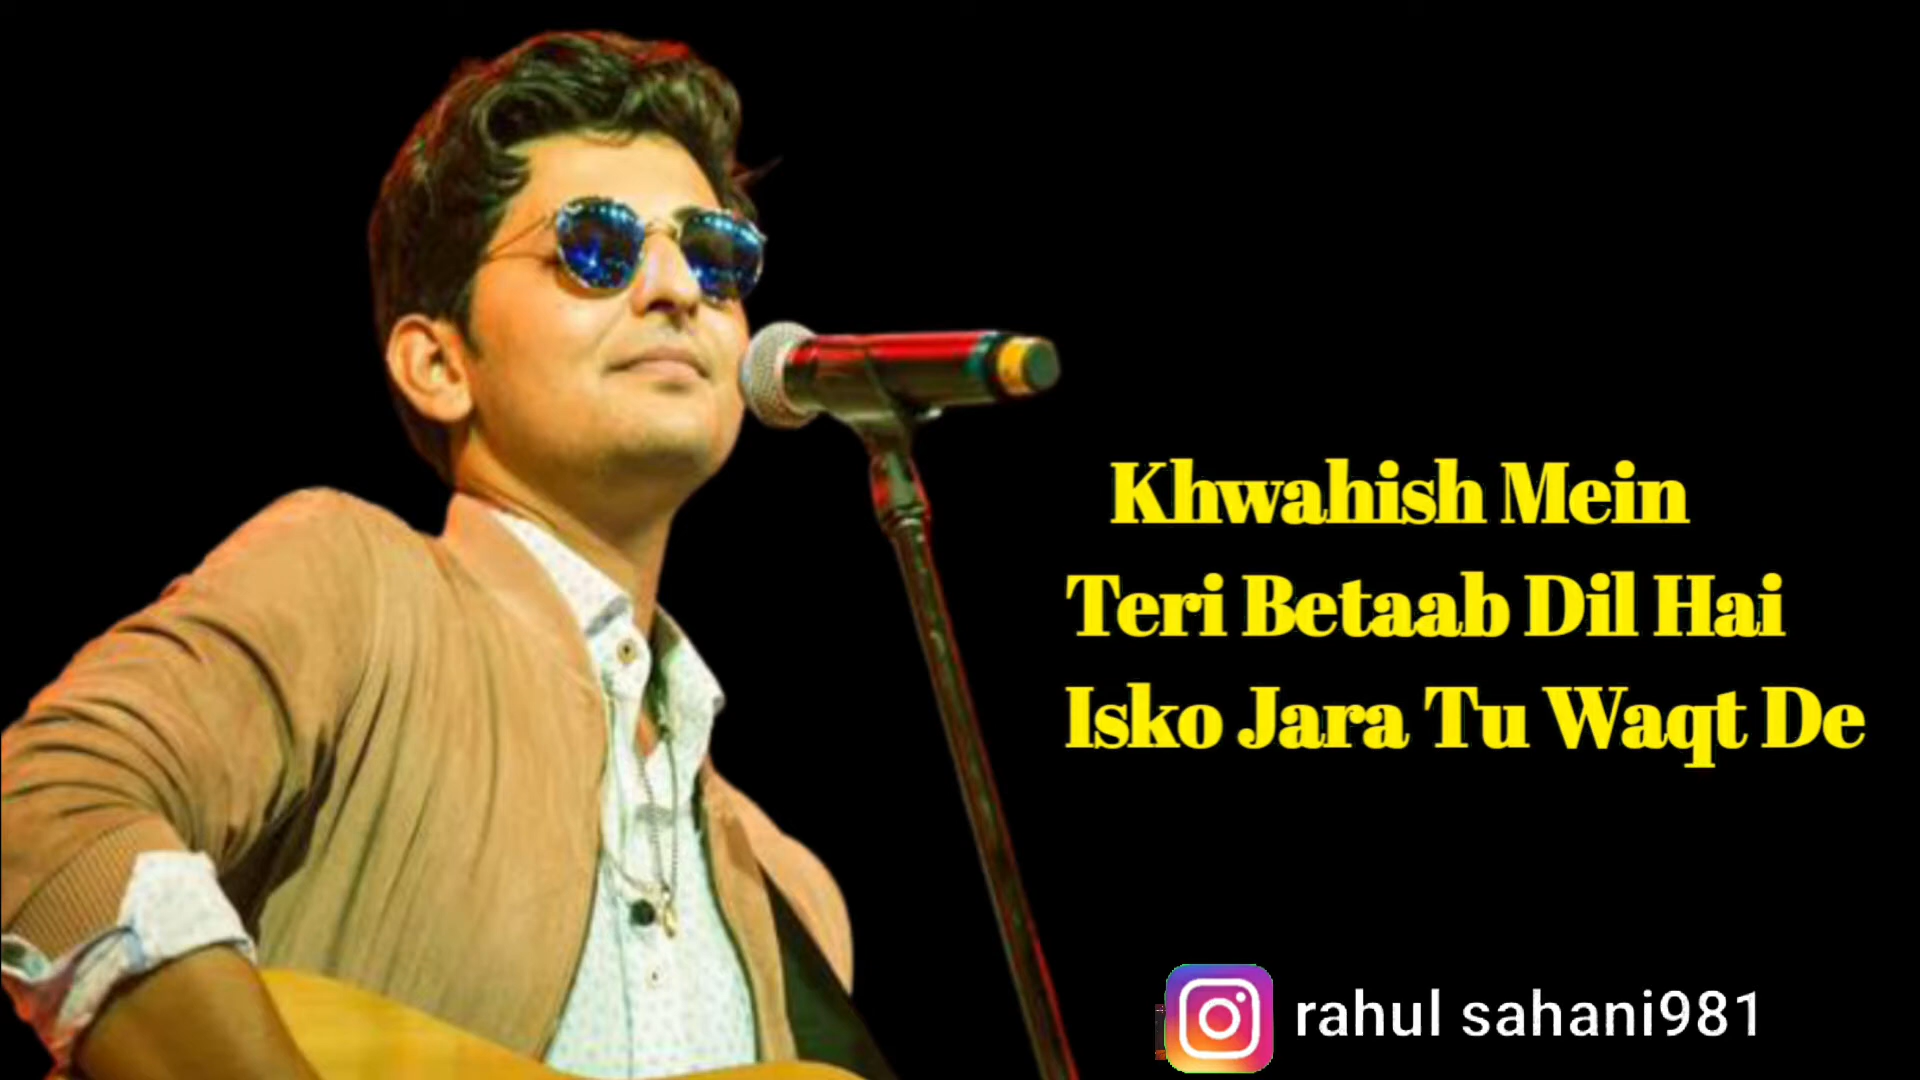 Khwahish Mein
Teri Betaab Dil Hai
Isko Jara Tu Waqt De
rahul sahani981